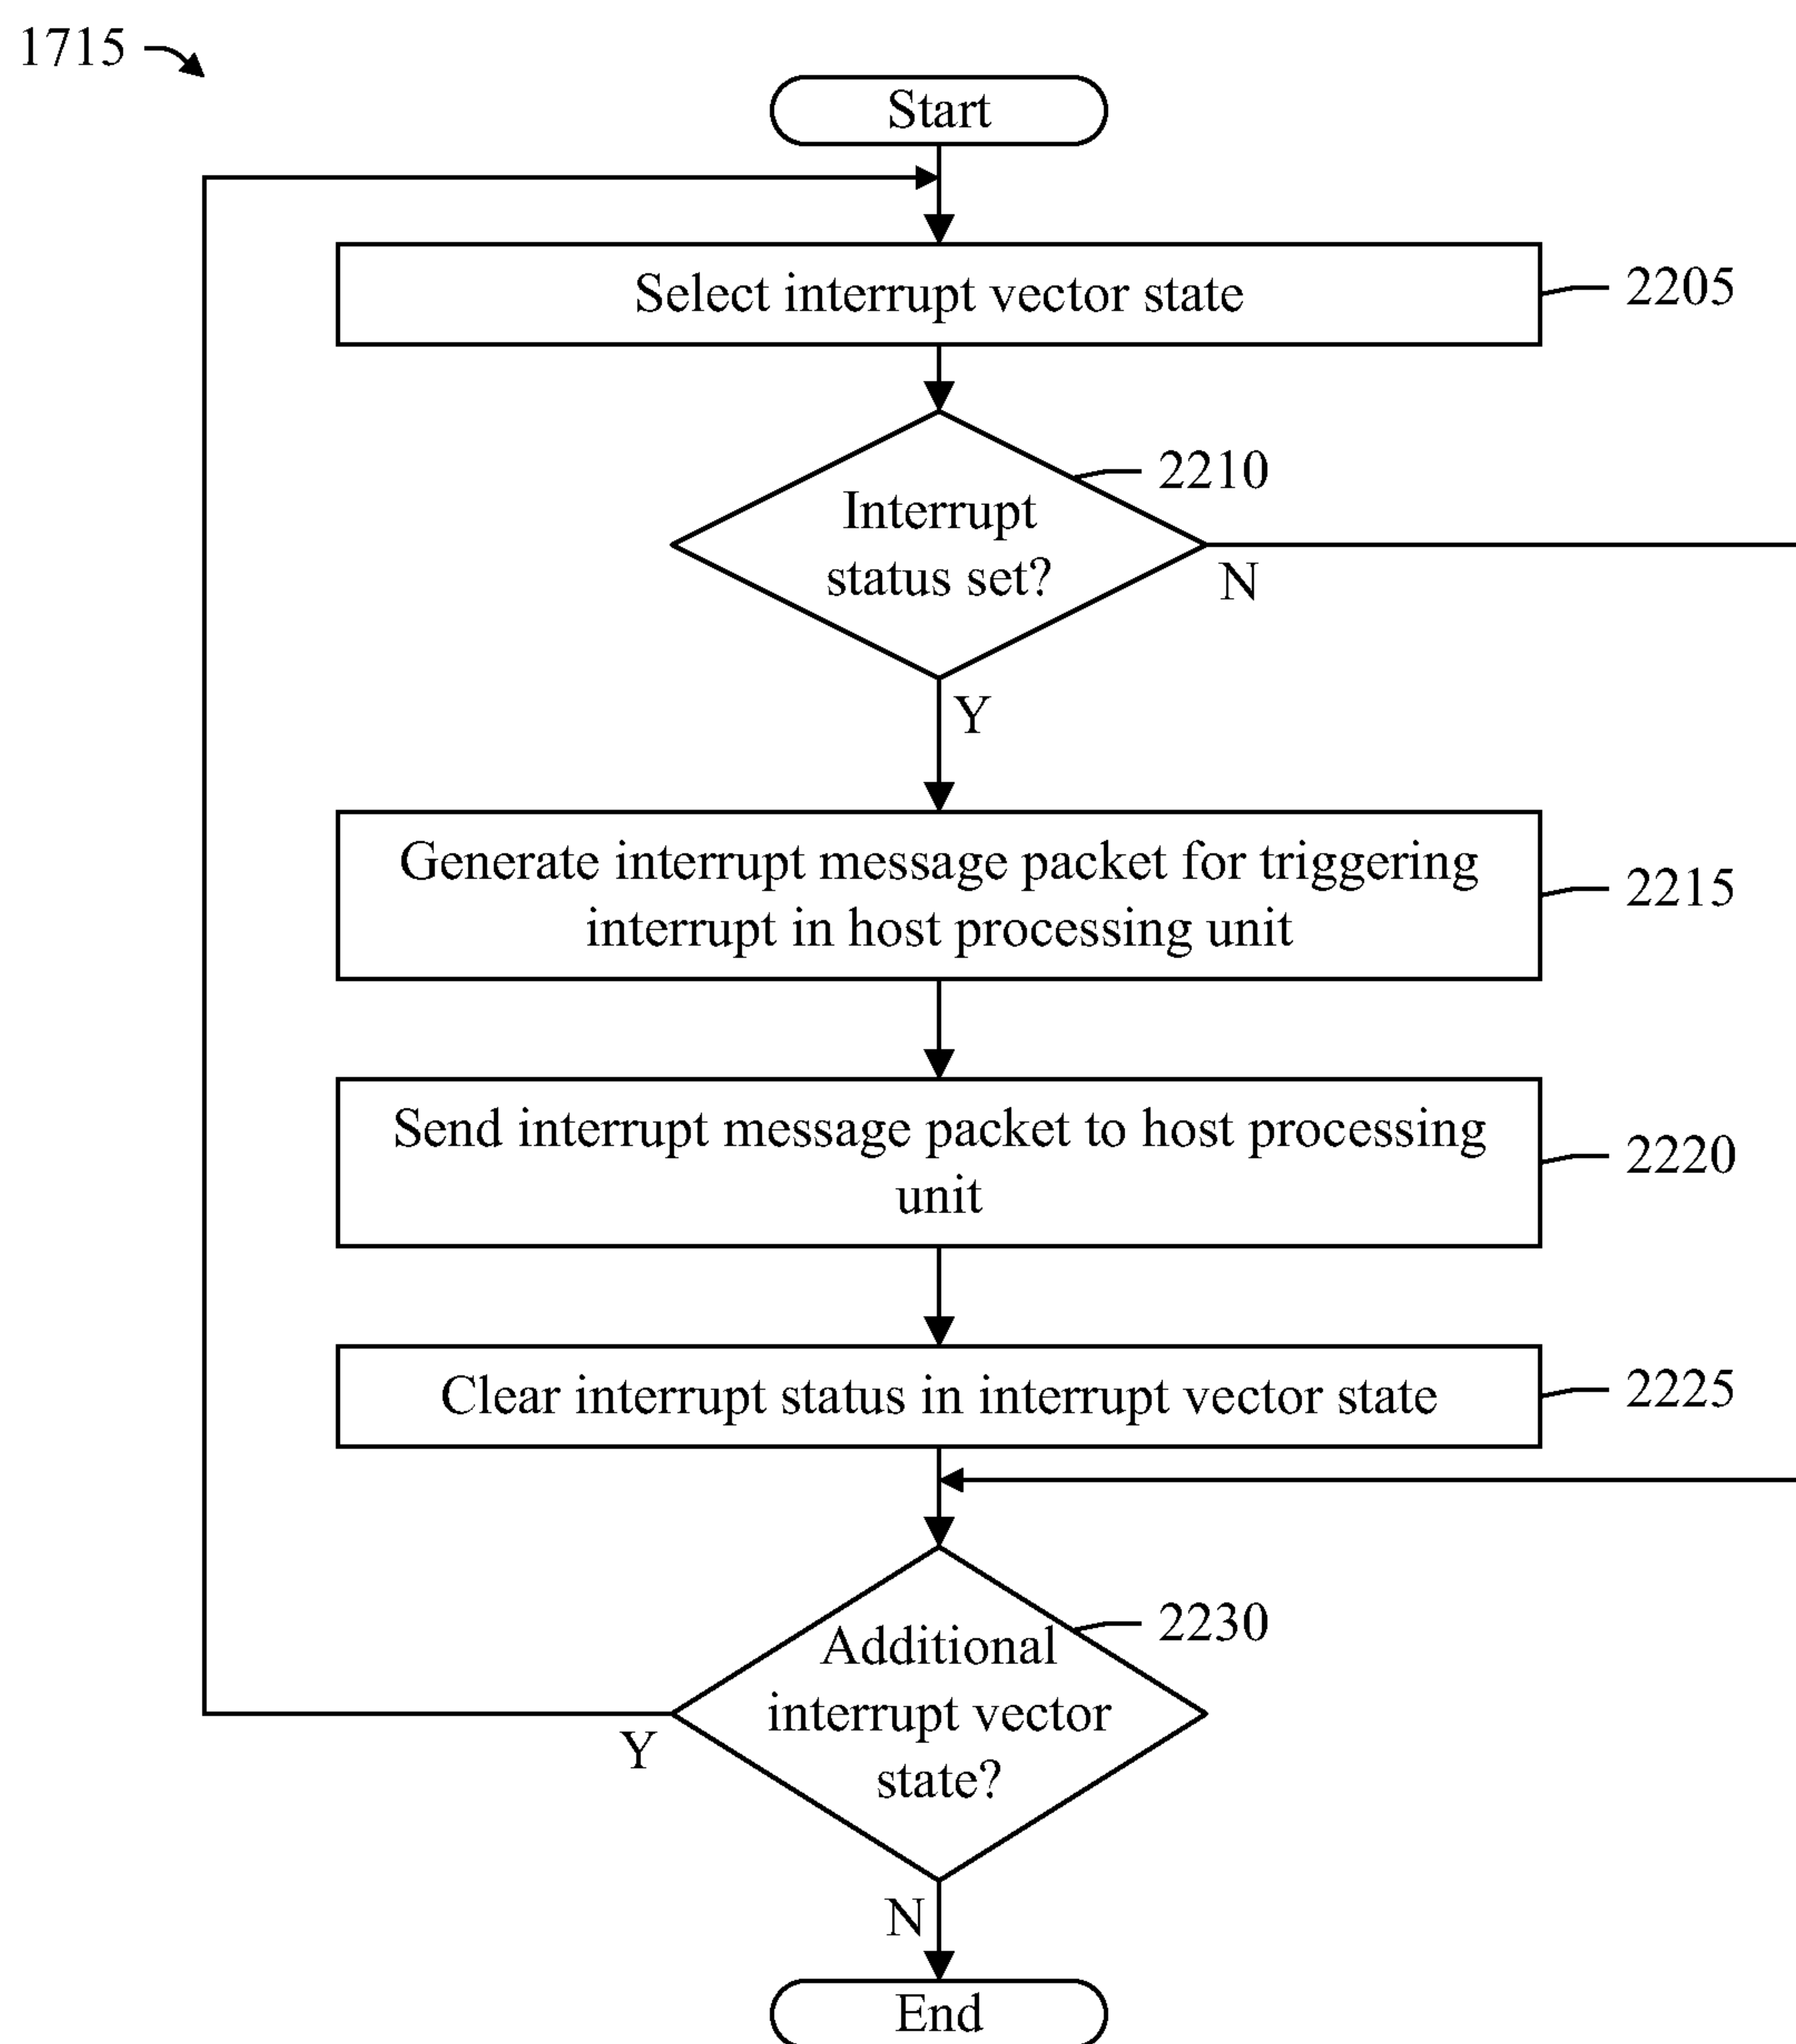 1715
Start
Select interrupt vector state
2205
2210
Interrupt
status set?
N
Y
Generate interrupt message packet for triggering
interrupt in host processing unit
2215
Send interrupt message packet to host processing
unit
2220
Clear interrupt status in interrupt vector state
2225
2230
Additional
interrupt vector
state?
Y
N
End